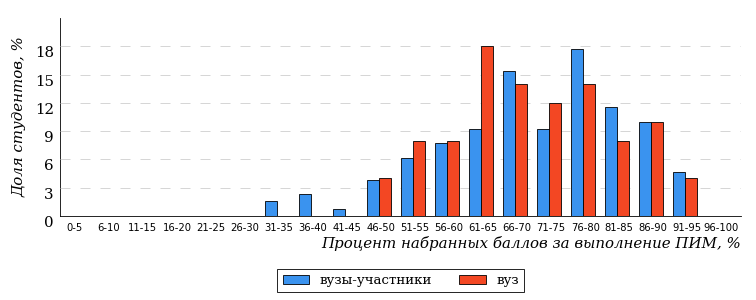 Доля студентов, %
18
15
12
9
6
3
0
0-5 6-10 11-15 16-20 21-25 26-30 31-35 36-40 41-45 46-50 51-55 56-60 61-65 66-70 71-75 76-80 81-85 86-90 91-95 96-100
Процент набранных баллов за выполнение ПИМ, %
вузы-участники вуз